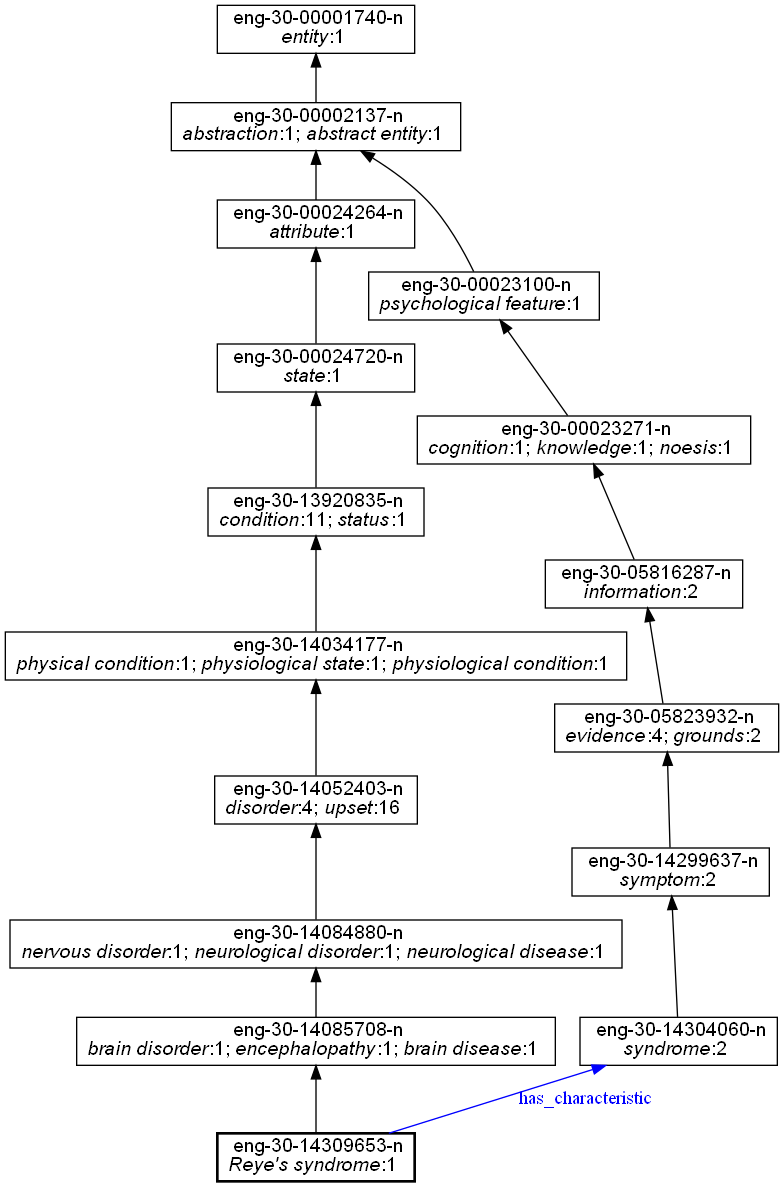 eng-30-00001740-n
entity:1
eng-30-00002137-n
abstraction:1; abstract entity:1
eng-30-00024264-n
attribute:1
eng-30-00023100-n
psychological feature:1
eng-30-00024720-n
state:1
eng-30-00023271-n
cognition:1; knowledge:1; noesis:1
eng-30-13920835-n
condition:11; status:1
eng-30-05816287-n
information:2
eng-30-14034177-n
physical condition:1; physiological state:1; physiological condition:1
eng-30-05823932-n
evidence:4; grounds:2
eng-30-14052403-n
disorder:4; upset:16
eng-30-14299637-n
symptom:2
eng-30-14084880-n
nervous disorder:1; neurological disorder:1; neurological disease:1
eng-30-14085708-n
brain disorder:1; encephalopathy:1; brain disease:1
eng-30-14304060-n
syndrome:2
has_characteristic
eng-30-14309653-n
Reye's syndrome:1